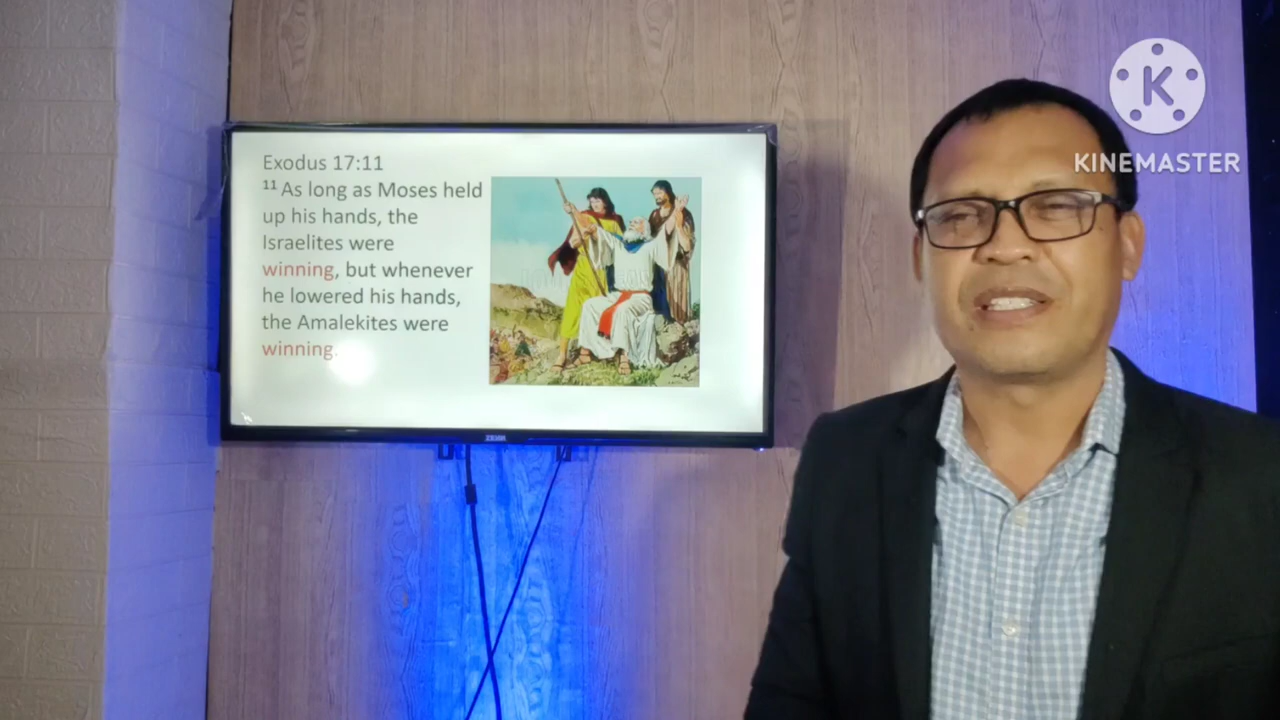 Exodus 17:11
11 As long as Moses held
up his hands, the
Israelites were
winning, but whenever
he lowered his hands,
the Amalekites were
winning.
K
KINEMASTER